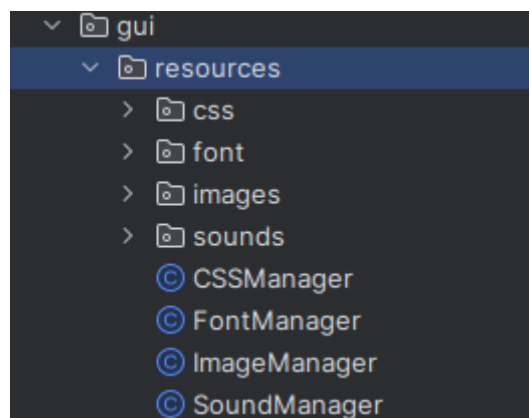 gui
resources
css
font
images
sounds
CSSManager
FontManager
ImageManager
SoundManager